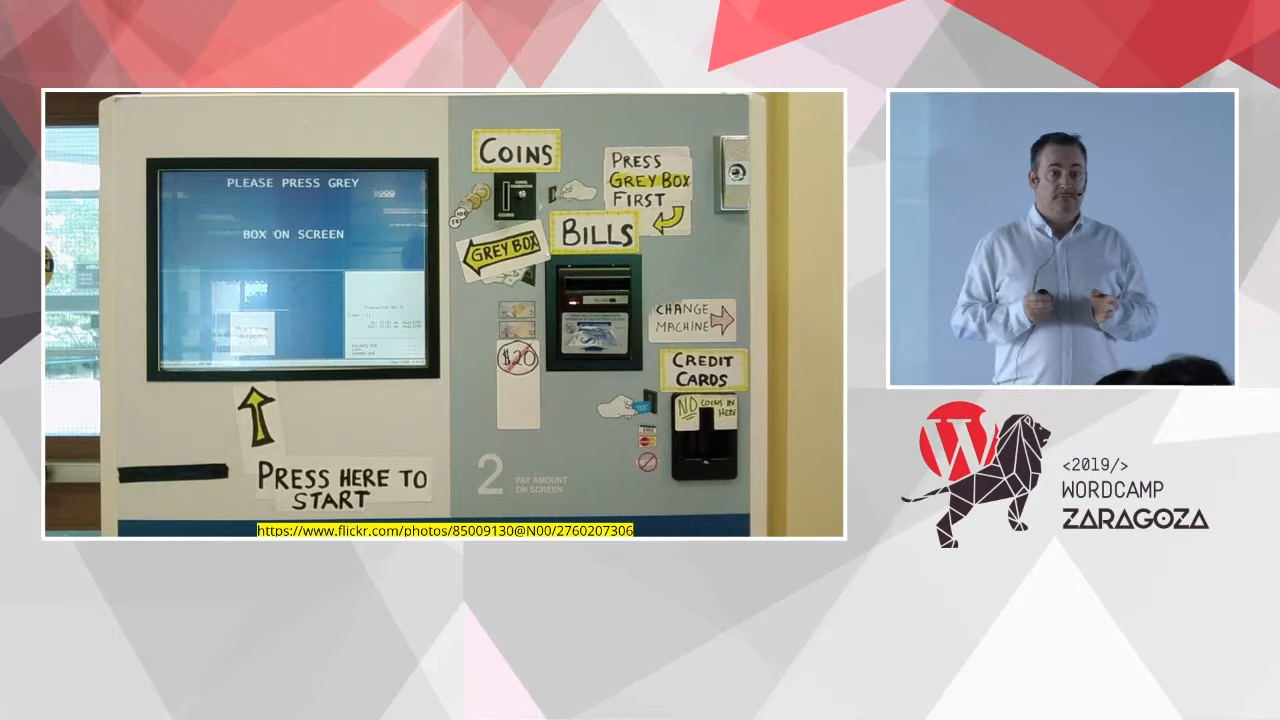 PLEASE PRESS GREY
BOX ON SCREEN
COINS
PRESS
GREY BOX
FIRST
COINS
GREY BOX
BILLS
CHANGE
MACHINE
$20
CREDIT
CARDS
NO COINS IN
HERE
VISA
PRESS HERE TO
START
2 PAY AMOUNT
ON SCREEN
https://www.flickr.com/photos/85009130@N00/2760207306
W
<2019/>
WORDCAMP
ZARAGOZA